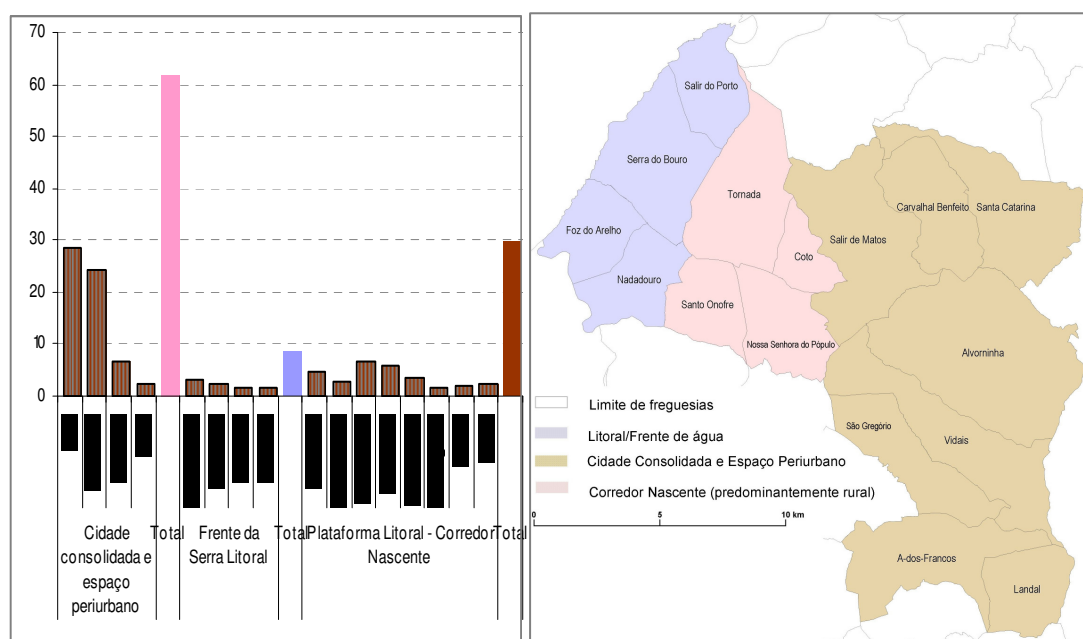 70
60
50
40
30
20
10
0
Cidade consolidada e espaço periurbano
Total
Frente da Serra Litoral
Total
Plataforma Litoral - Corredor Nascente
Total
Salir do Porto
Serra do Bouro
Tornada
Carvalhal Benfeito
Santa Catarina
Foz do Arelho
Salir de Matos
Coto
Nadadouro
Santo Onofre
Nossa Senhora do Pópulo
Alvorninha
São Gregório
Vidais
A-dos-Francos
Landal
Limite de freguesias
Litoral/Frente de água
Cidade Consolidada e Espaço Periurbano
Corredor Nascente (predominantemente rural)
0 5 10 km